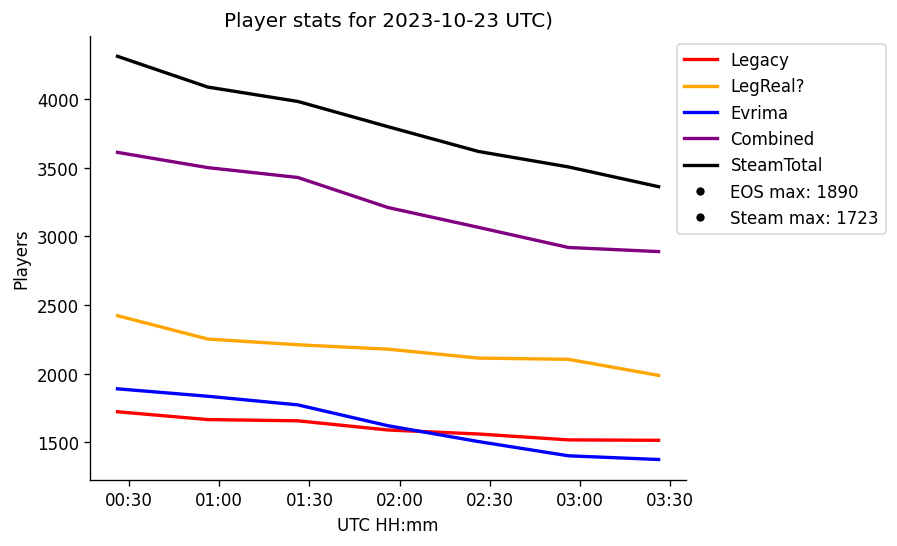 Player stats for 2023-10-23 UTC)
Legacy
LegReal?
Evrima
Combined
SteamTotal
EOS max: 1890
Steam max: 1723
Players
4000
3500
3000
2500
2000
1500
00:30 01:00 01:30 02:00 02:30 03:00 03:30
UTC HH:mm